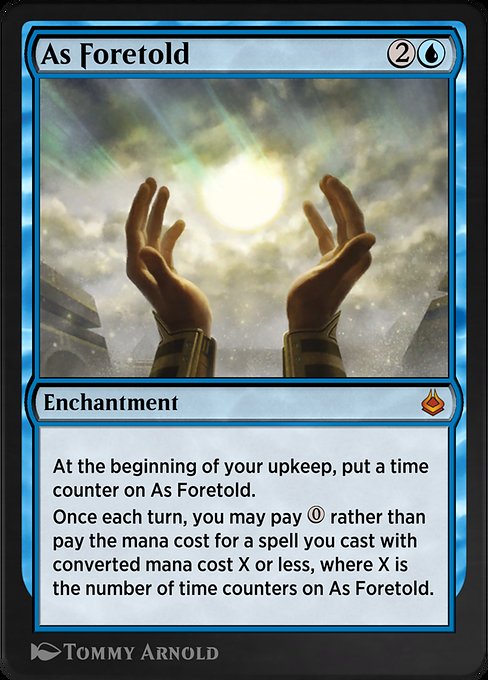 As Foretold 2
Enchantment
At the beginning of your upkeep, put a time
counter on As Foretold.
Once each turn, you may pay 0 rather than
pay the mana cost for a spell you cast with
converted mana cost X or less, where X is
the number of time counters on As Foretold.
Tommy Arnold